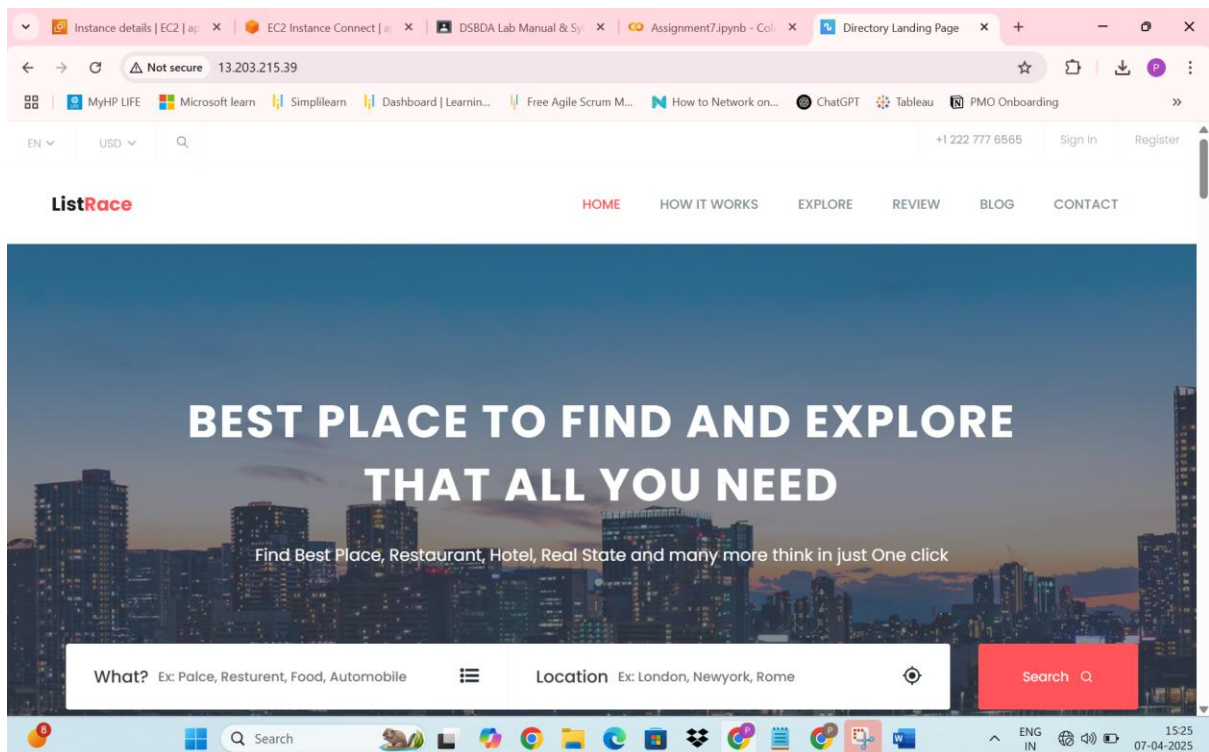 Instance details | EC2 | ap
EC2 Instance Connect | a
DSBDA Lab Manual & Sy
Assignment7.ipynb - Col
Directory Landing Page
Not secure 13.203.215.39
MyHP LIFE
Microsoft learn
Simplilearn
Dashboard | Learnin...
Free Agile Scrum M...
How to Network on...
ChatGPT
Tableau
PMO Onboarding
EN
USD
+1 222 777 6565
Sign In
Register
ListRace
HOME
HOW IT WORKS
EXPLORE
REVIEW
BLOG
CONTACT
BEST PLACE TO FIND AND EXPLORE
THAT ALL YOU NEED
Find Best Place, Restaurant, Hotel, Real State and many more think in just One click
What? Ex: Palce, Resturent, Food, Automobile
Location Ex: London, Newyork, Rome
Search
8
Search
ENG
IN
15:25
07-04-2025